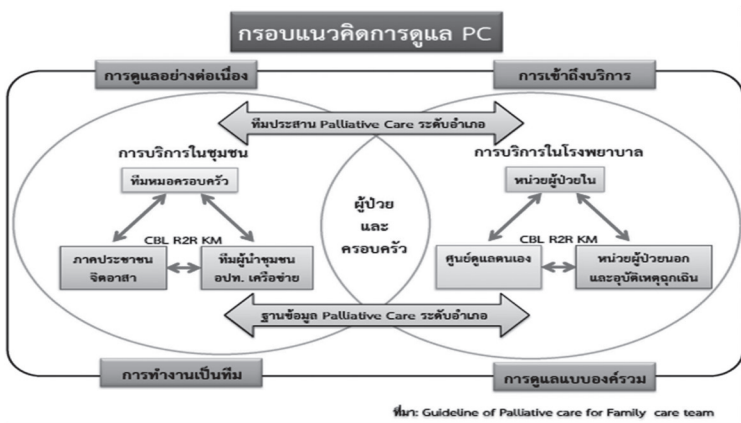 กรอบแนวคิดการดูแล PC
การดูแลอย่างต่อเนื่อง
การเข้าถึงบริการ
ทีมประสาน Palliative Care ระดับอำเภอ
การบริการในชุมชน
ทีมหมอครอบครัว
CBL R2R KM
ภาคประชาชน
จิตอาสา
ทีมผู้นำชุมชน
อปท. เครือข่าย
ผู้ป่วย
และ
ครอบครัว
การบริการในโรงพยาบาล
หน่วยผู้ป่วยใน
CBL R2R KM
ศูนย์ดูแลตนเอง
หน่วยผู้ป่วยนอก
และอุบัติเหตุฉุกเฉิน
ฐานข้อมูล Palliative Care ระดับอำเภอ
การทำงานเป็นทีม
การดูแลแบบองค์รวม
ที่มา: Guideline of Palliative care for Family care team